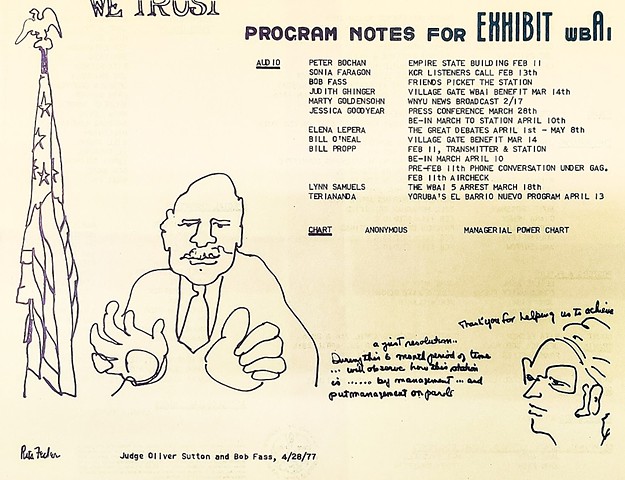 WE TRUST
PROGRAM NOTES FOR EXHIBIT WBAI
AUDIO PETER BOCHAN EMPIRE STATE BUILDING FEB 11
SONIA FARAGON KCR LISTENERS CALL FEB 13th
BOB FASS FRIENDS PICKET THE STATION
JUDITH GHINGER VILLAGE GATE WBAI BENEFIT MAR 14th
MARTY GOLDENSOHN WNYU NEWS BROADCAST 2/17
JESSICA GOODYEAR PRESS CONFERENCE MARCH 28th
BE-IN MARCH TO STATION APRIL 10th
ELENA LEPERA THE GREAT DEBATES APRIL 1st - MAY 8th
BILL O'NEAL VILLAGE GATE BENEFIT MAR 14
BILL PROPP FEB 11, TRANSMITTER & STATION
BE-IN MARCH APRIL 10
PRE-FEB 11th PHONE CONVERSATION UNDER GAG.
FEB 11th AIRCHECK
LYNN SAMUELS THE WBAI 5 ARREST MARCH 18th
TERIANANDA YORUBA'S EL BARRIO NUEVO PROGRAM APRIL 13
CHART ANONYMOUS MANAGERIAL POWER CHART
Thank you for helping us to achieve
a just resolution..
During this 6 month period of time
... will observe how this station
is ...... by management ... and
put management on parole
Judge Oliver Sutton and Bob Fass, 4/28/77